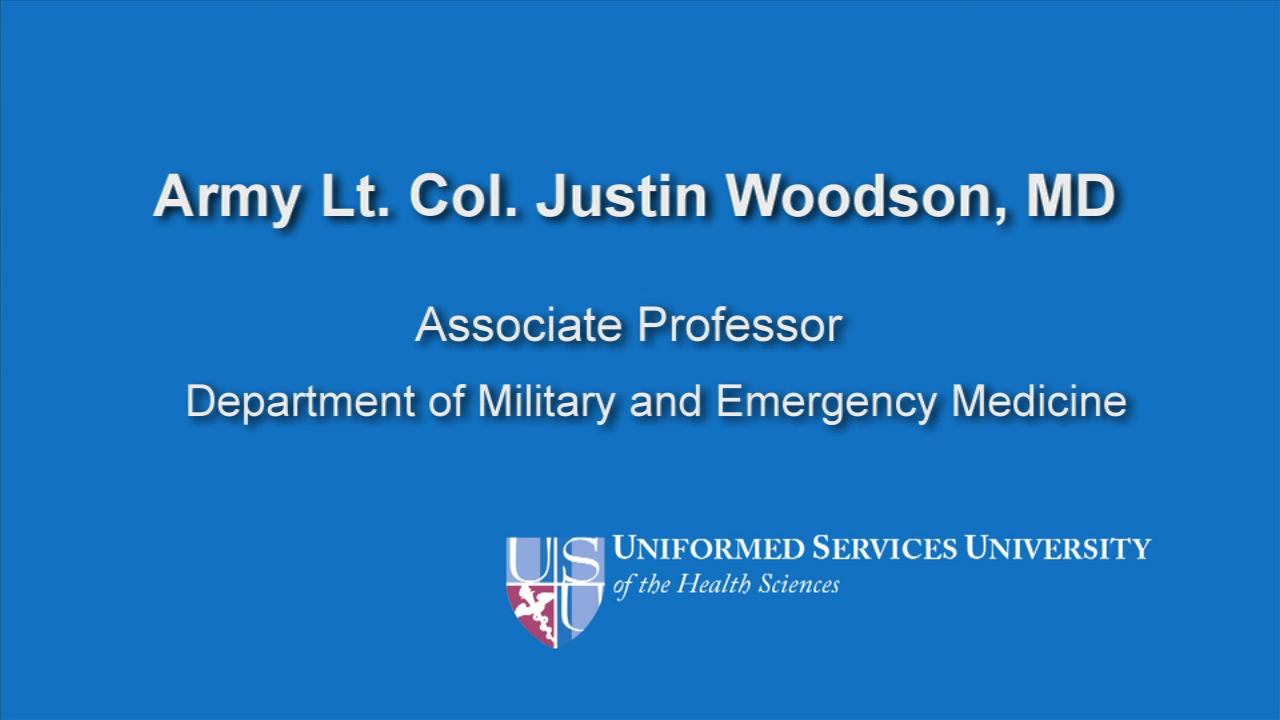 Army Lt. Col. Justin Woodson, MD
Associate Professor
Department of Military and Emergency Medicine
USU
UNIFORMED SERVICES UNIVERSITY
of the Health Sciences